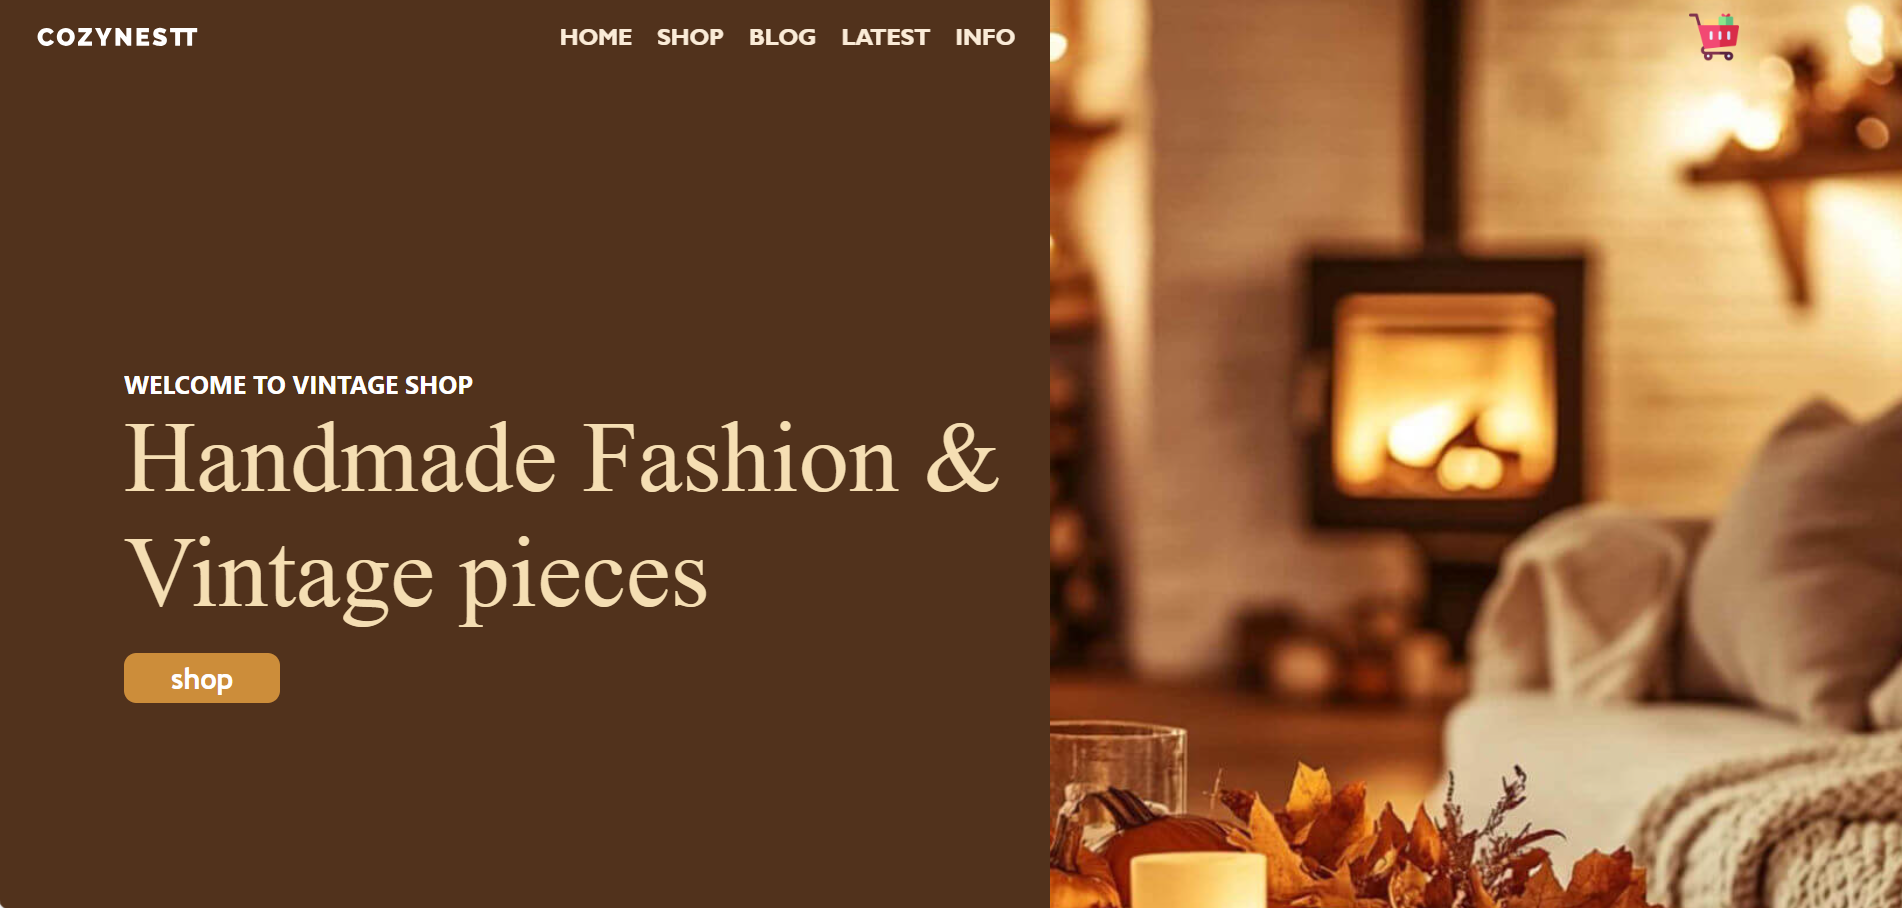 COZYNESTT
HOME SHOP BLOG LATEST INFO
WELCOME TO VINTAGE SHOP
Handmade Fashion &
Vintage pieces
shop